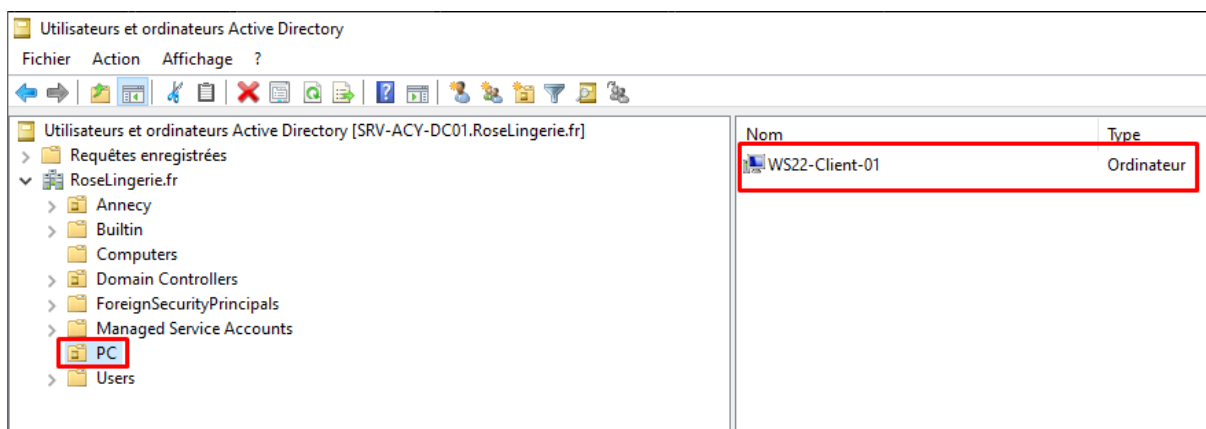 Utilisateurs et ordinateurs Active Directory
Fichier Action Affichage ?
Utilisateurs et ordinateurs Active Directory [SRV-ACY-DC01.RoseLingerie.fr]
Requêtes enregistrées
RoseLingerie.fr
Annecy
Builtin
Computers
Domain Controllers
ForeignSecurityPrincipals
Managed Service Accounts
PC
Users
Nom Type
WS22-Client-01 Ordinateur